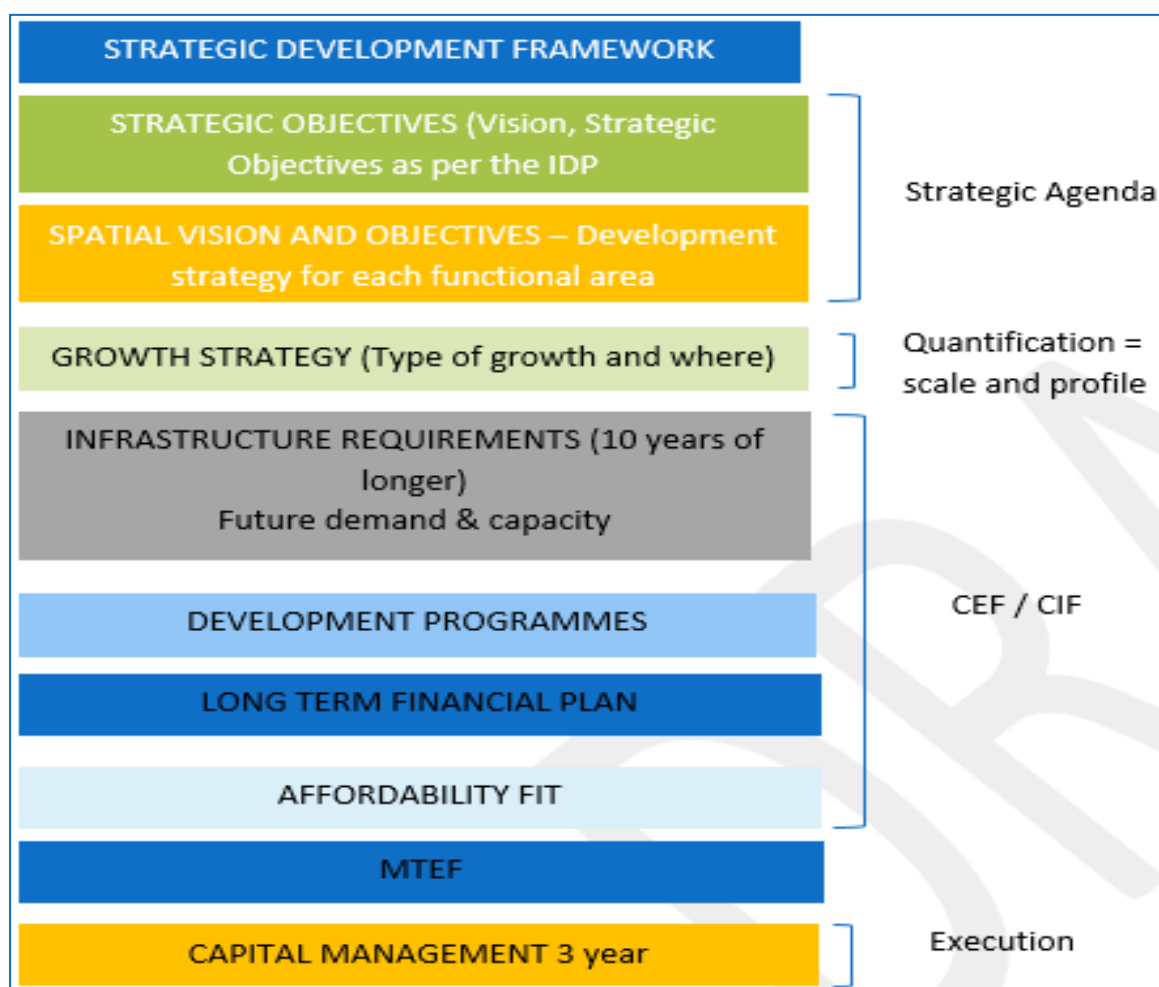 STRATEGIC DEVELOPMENT FRAMEWORK
STRATEGIC OBJECTIVES (Vision, Strategic
Objectives as per the IDP
SPATIAL VISION AND OBJECTIVES – Development
strategy for each functional area
Strategic Agenda
GROWTH STRATEGY (Type of growth and where)
Quantification =
scale and profile
INFRASTRUCTURE REQUIREMENTS (10 years of
longer)
Future demand & capacity
DEVELOPMENT PROGRAMMES
LONG TERM FINANCIAL PLAN
AFFORDABILITY FIT
CEF / CIF
MTEF
CAPITAL MANAGEMENT 3 year
Execution